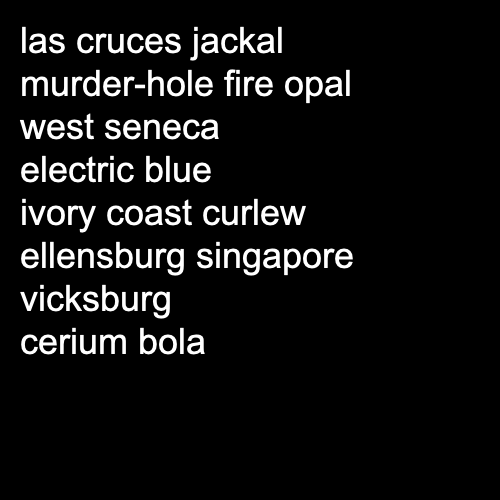 las cruces jackal
murder-hole fire opal
west seneca
electric blue
ivory coast curlew
ellensburg singapore
vicksburg
cerium bola